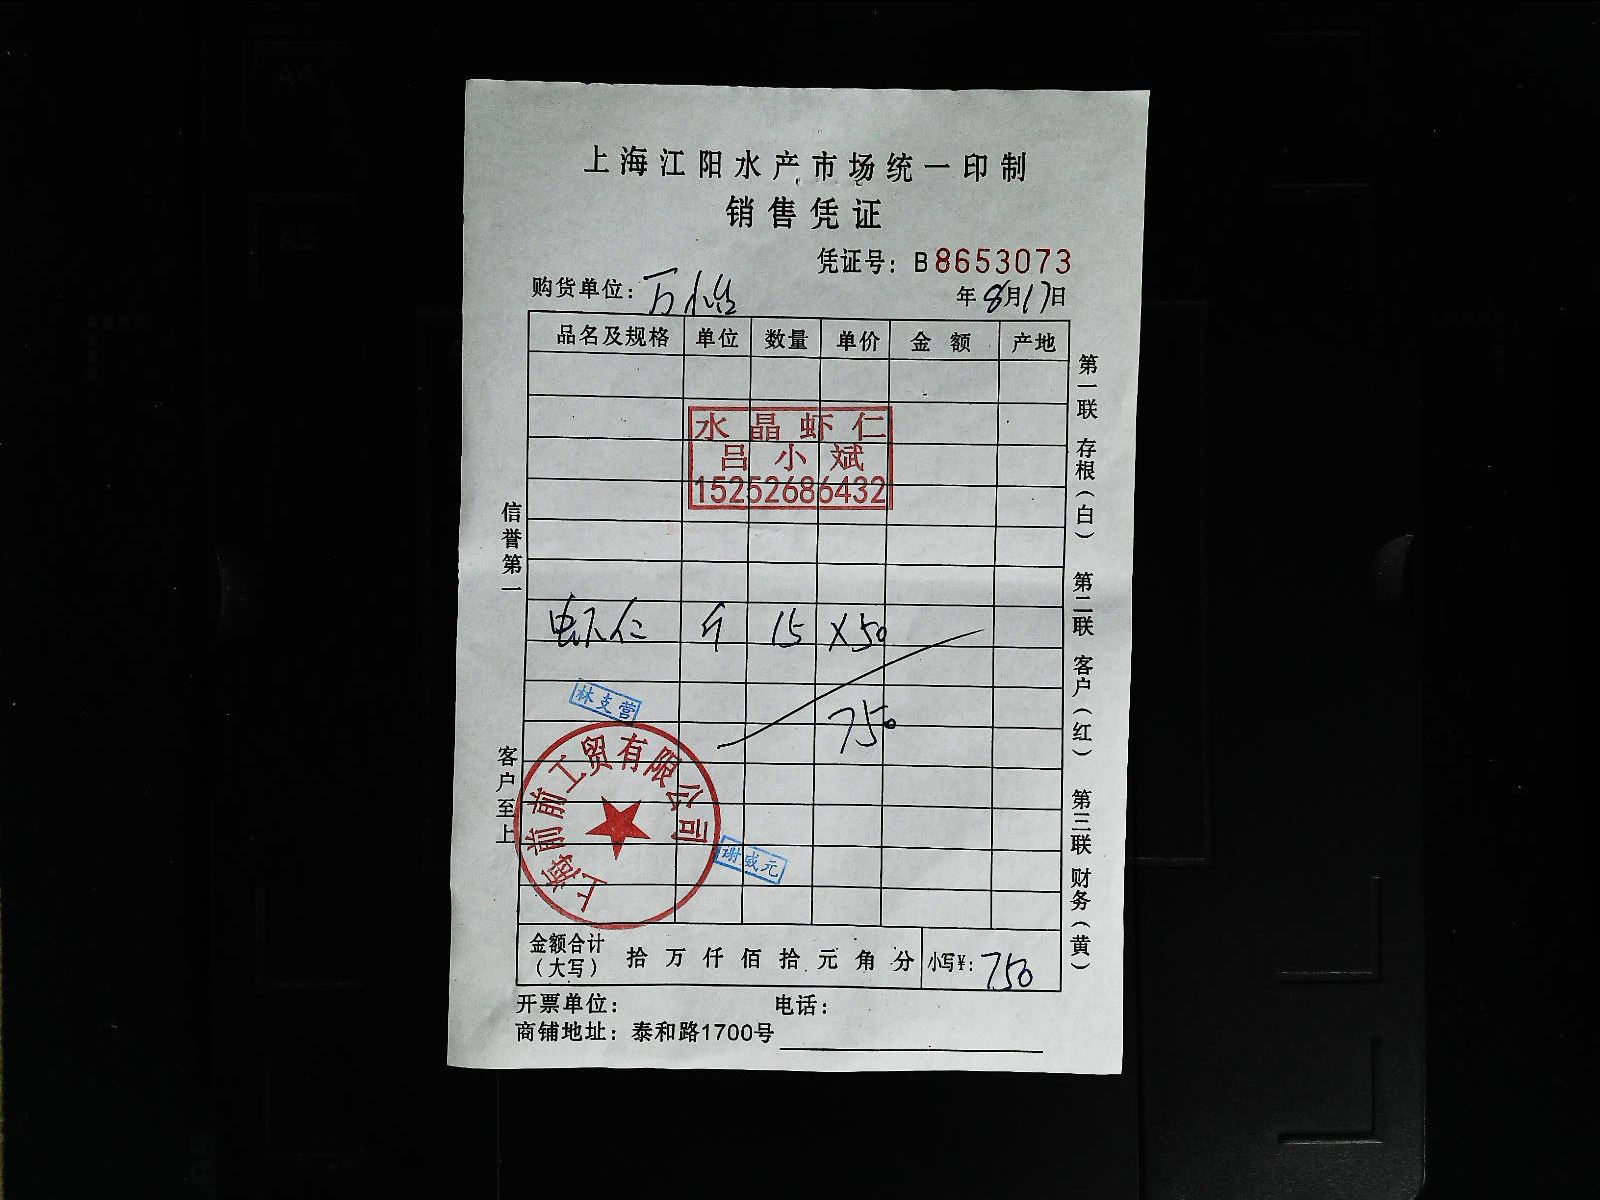 上海江阳水产市场统一印制
销售凭证
凭证号：B8653073
购货单位：万怡
年8月17日
品名及规格 单位 数量 单价 金额 产地
水晶虾仁
吕小斌
15252686432
虾仁 斤 15 X50
750
林支营
上海前前工贸有限公司
谢威元
金额合计（大写） 拾万仟佰拾元角分 小写¥：750
开票单位： 电话：
商铺地址：泰和路1700号
信誉第一
客户至上
第一联 存根（白） 第二联 客户（红） 第三联 财务（黄）